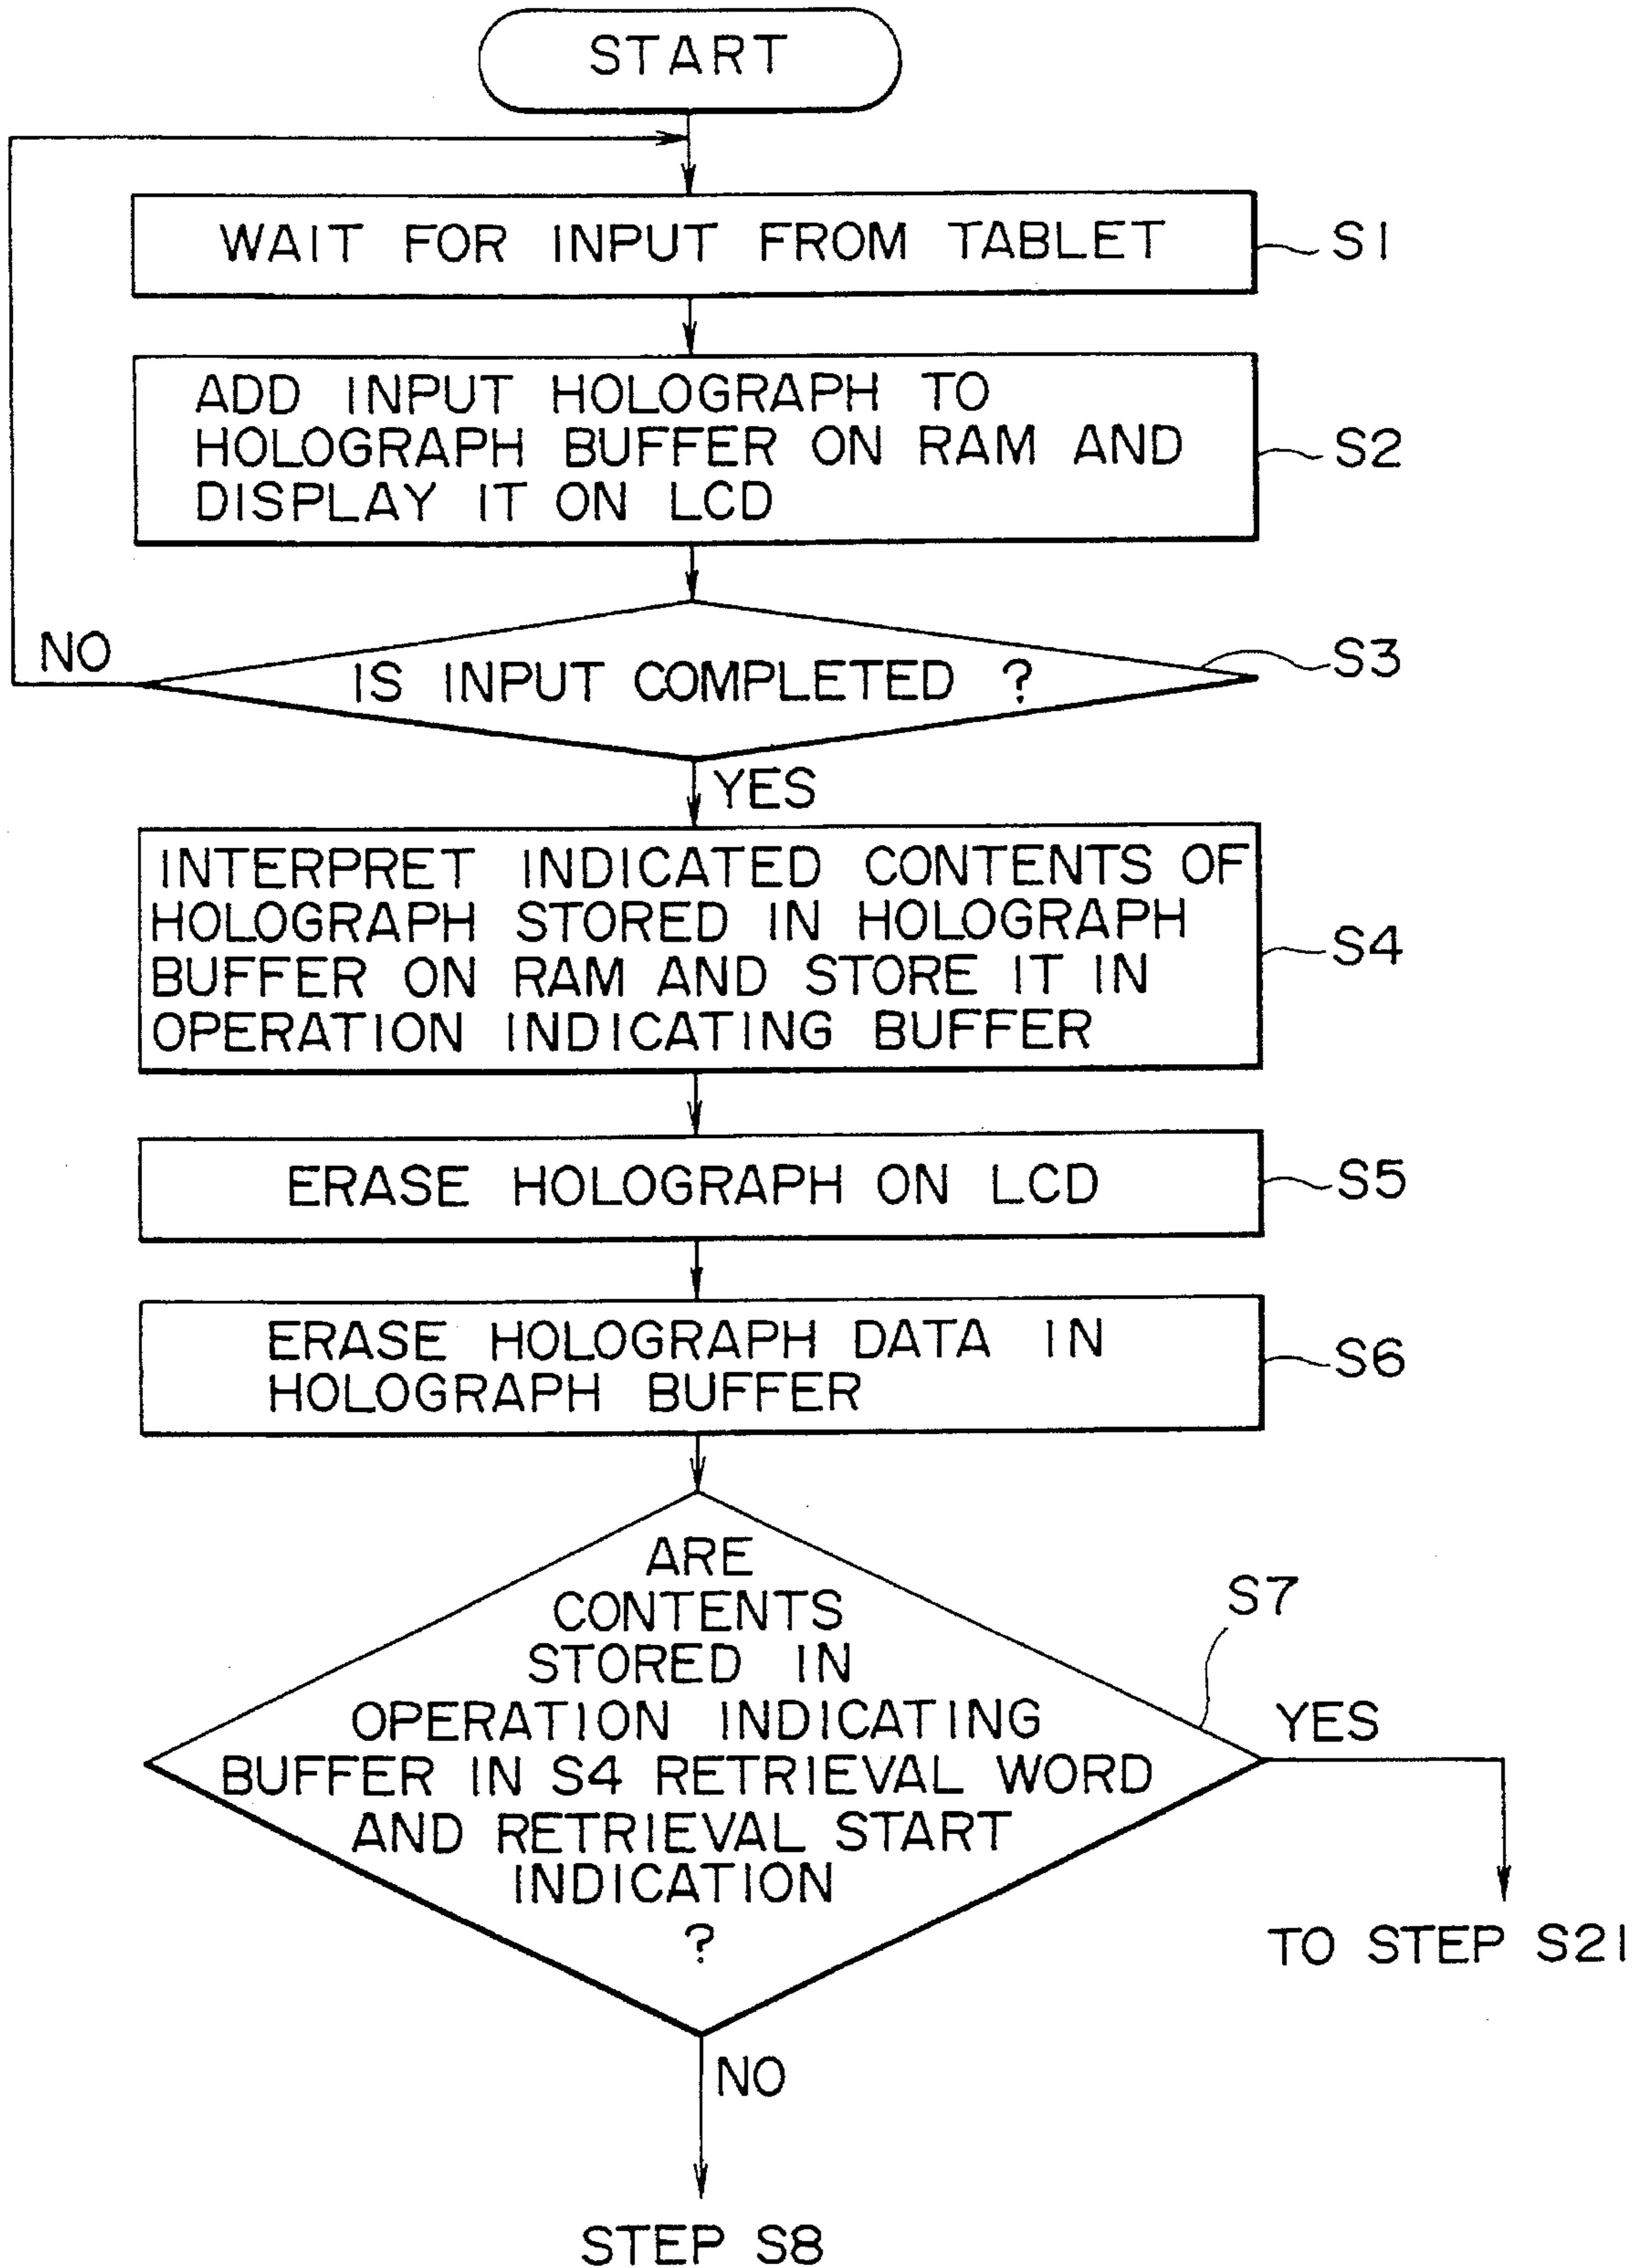 START
WAIT FOR INPUT FROM TABLET
S1
ADD INPUT HOLOGRAPH TO
HOLOGRAPH BUFFER ON RAM AND
DISPLAY IT ON LCD
S2
IS INPUT COMPLETED ?
S3
NO
YES
INTERPRET INDICATED CONTENTS OF
HOLOGRAPH STORED IN HOLOGRAPH
BUFFER ON RAM AND STORE IT IN
OPERATION INDICATING BUFFER
S4
ERASE HOLOGRAPH ON LCD
S5
ERASE HOLOGRAPH DATA IN
HOLOGRAPH BUFFER
S6
ARE
CONTENTS
STORED IN
OPERATION INDICATING
BUFFER IN S4 RETRIEVAL WORD
AND RETRIEVAL START
INDICATION
?
S7
YES
TO STEP S21
NO
STEP S8